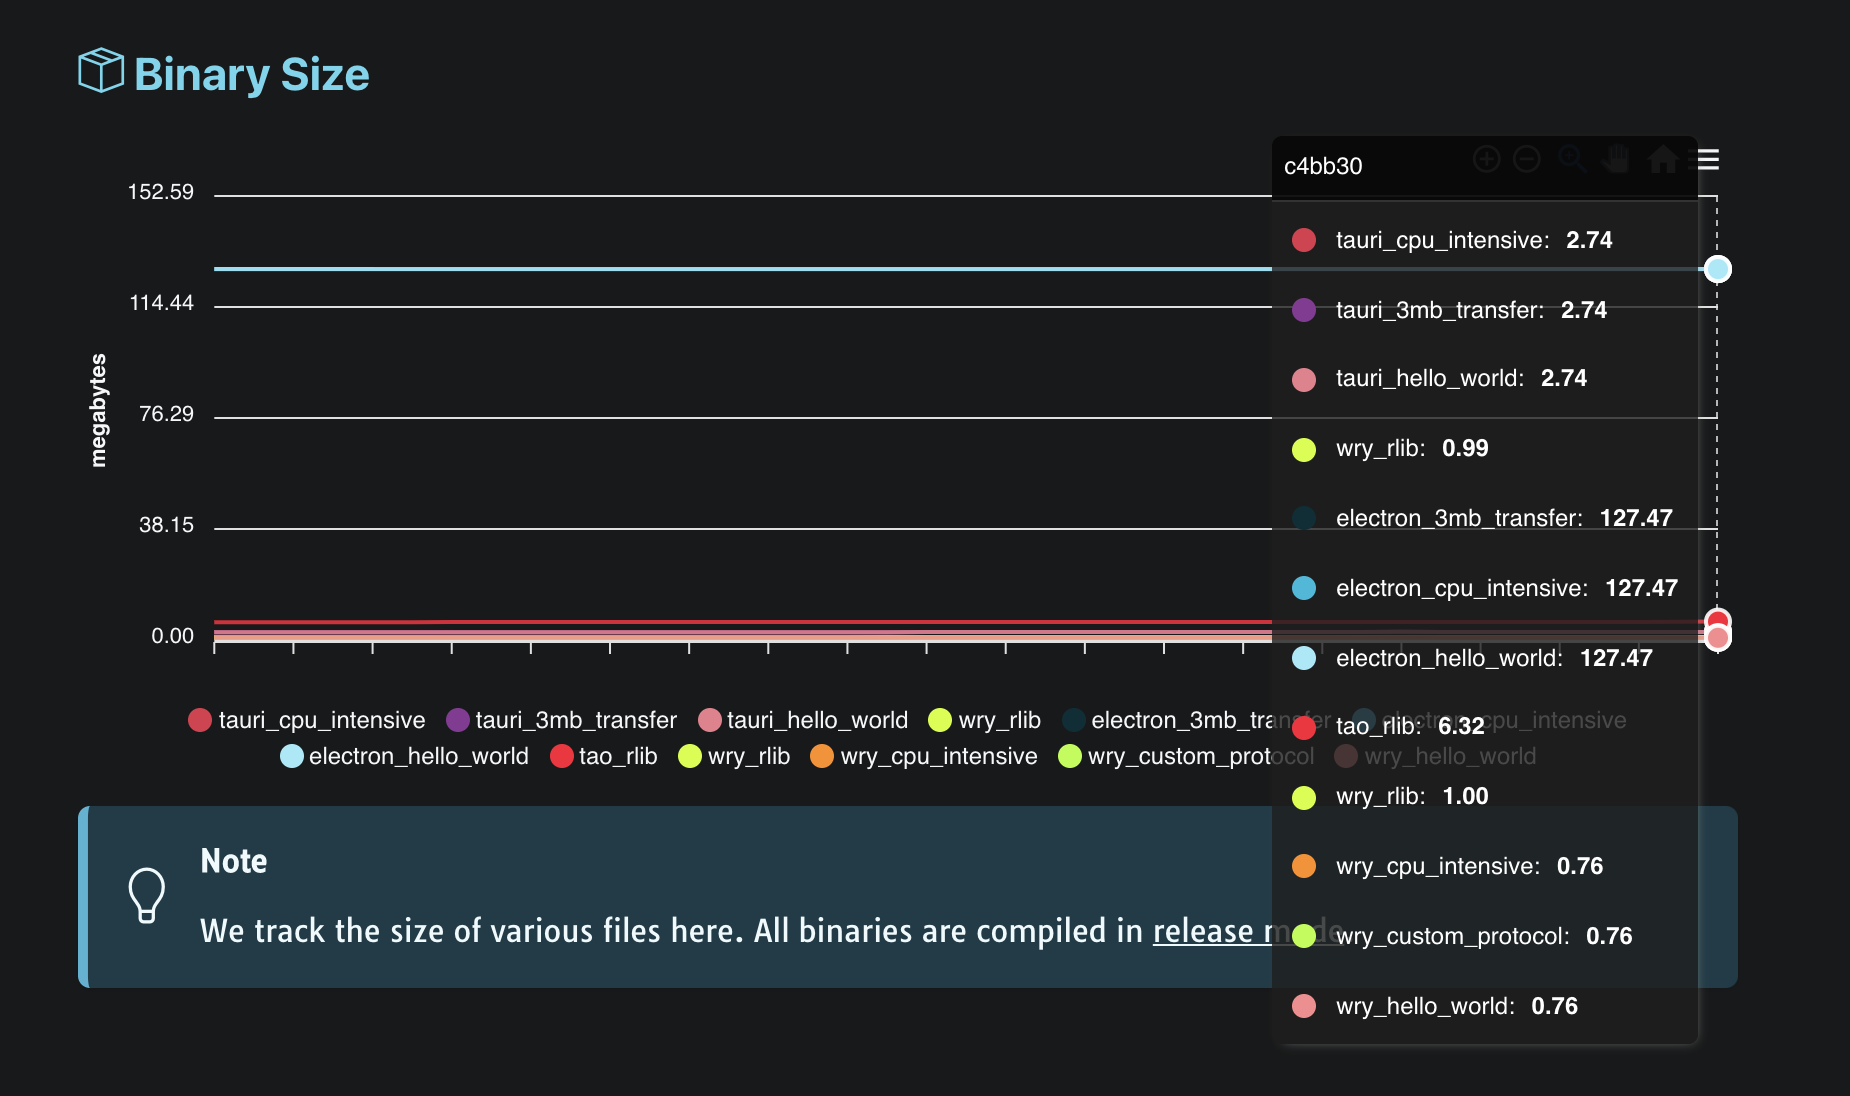 Binary Size
c4bb30
152.59
114.44
76.29
38.15
0.00
megabytes
tauri_cpu_intensive: 2.74
tauri_3mb_transfer: 2.74
tauri_hello_world: 2.74
wry_rlib: 0.99
electron_3mb_transfer: 127.47
electron_cpu_intensive: 127.47
electron_hello_world: 127.47
tao_rlib: 6.32
wry_rlib: 1.00
wry_cpu_intensive: 0.76
wry_custom_protocol: 0.76
wry_hello_world: 0.76
tauri_cpu_intensive tauri_3mb_transfer tauri_hello_world wry_rlib electron_3mb_transfer electron_cpu_intensive
electron_hello_world tao_rlib wry_rlib wry_cpu_intensive wry_custom_protocol wry_hello_world
Note
We track the size of various files here. All binaries are compiled in release mode